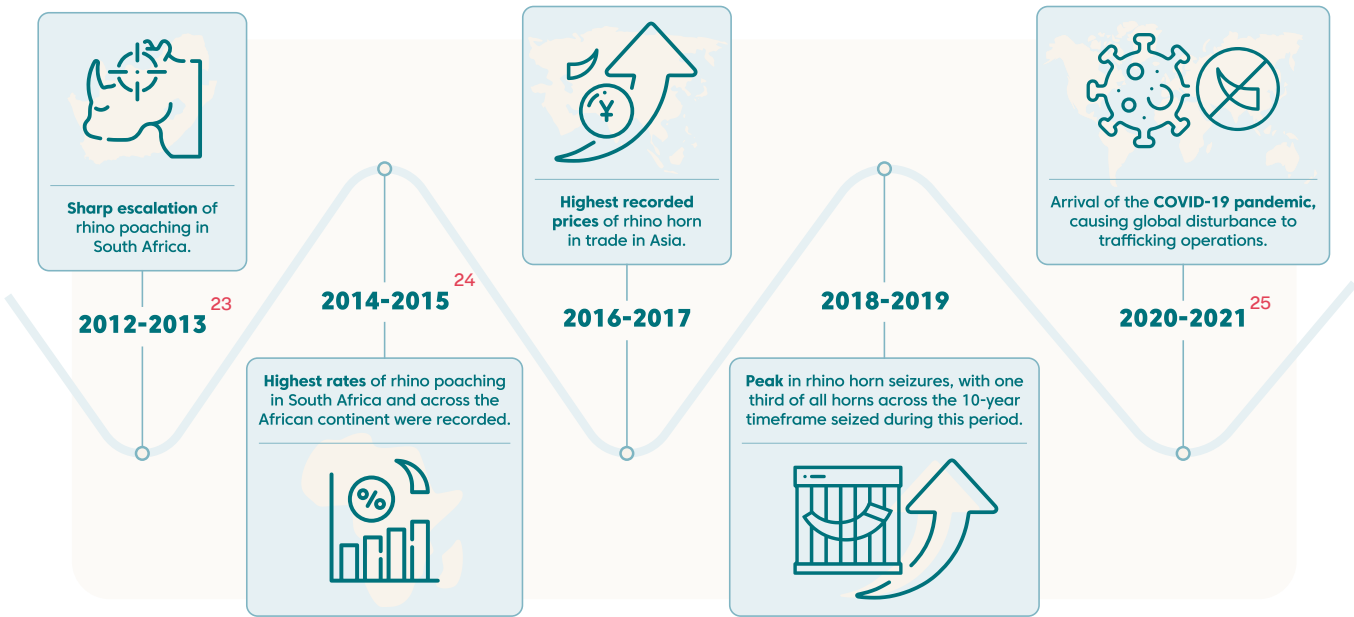 Sharp escalation of
rhino poaching in
South Africa.
2012-2013 23
2014-2015 24
Highest rates of rhino poaching
in South Africa and across the
African continent were recorded.
%
¥
Highest recorded
prices of rhino horn
in trade in Asia.
2016-2017
2018-2019
Peak in rhino horn seizures, with one
third of all horns across the 10-year
timeframe seized during this period.
Arrival of the COVID-19 pandemic,
causing global disturbance to
trafficking operations.
2020-2021 25